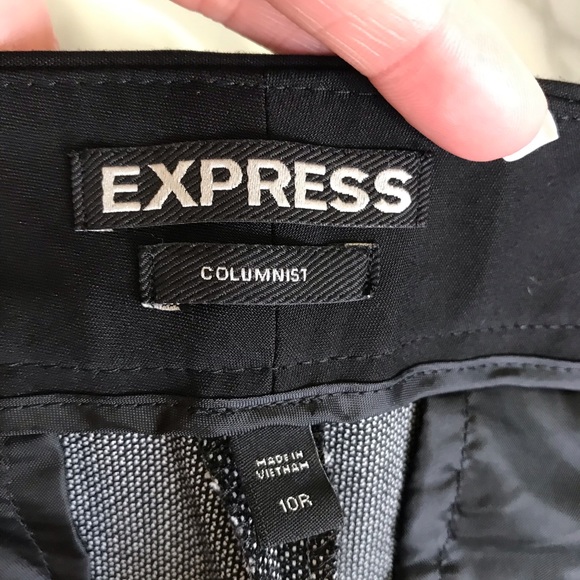 EXPRESS
COLUMNIST
MADE IN
VIETNAM
10R